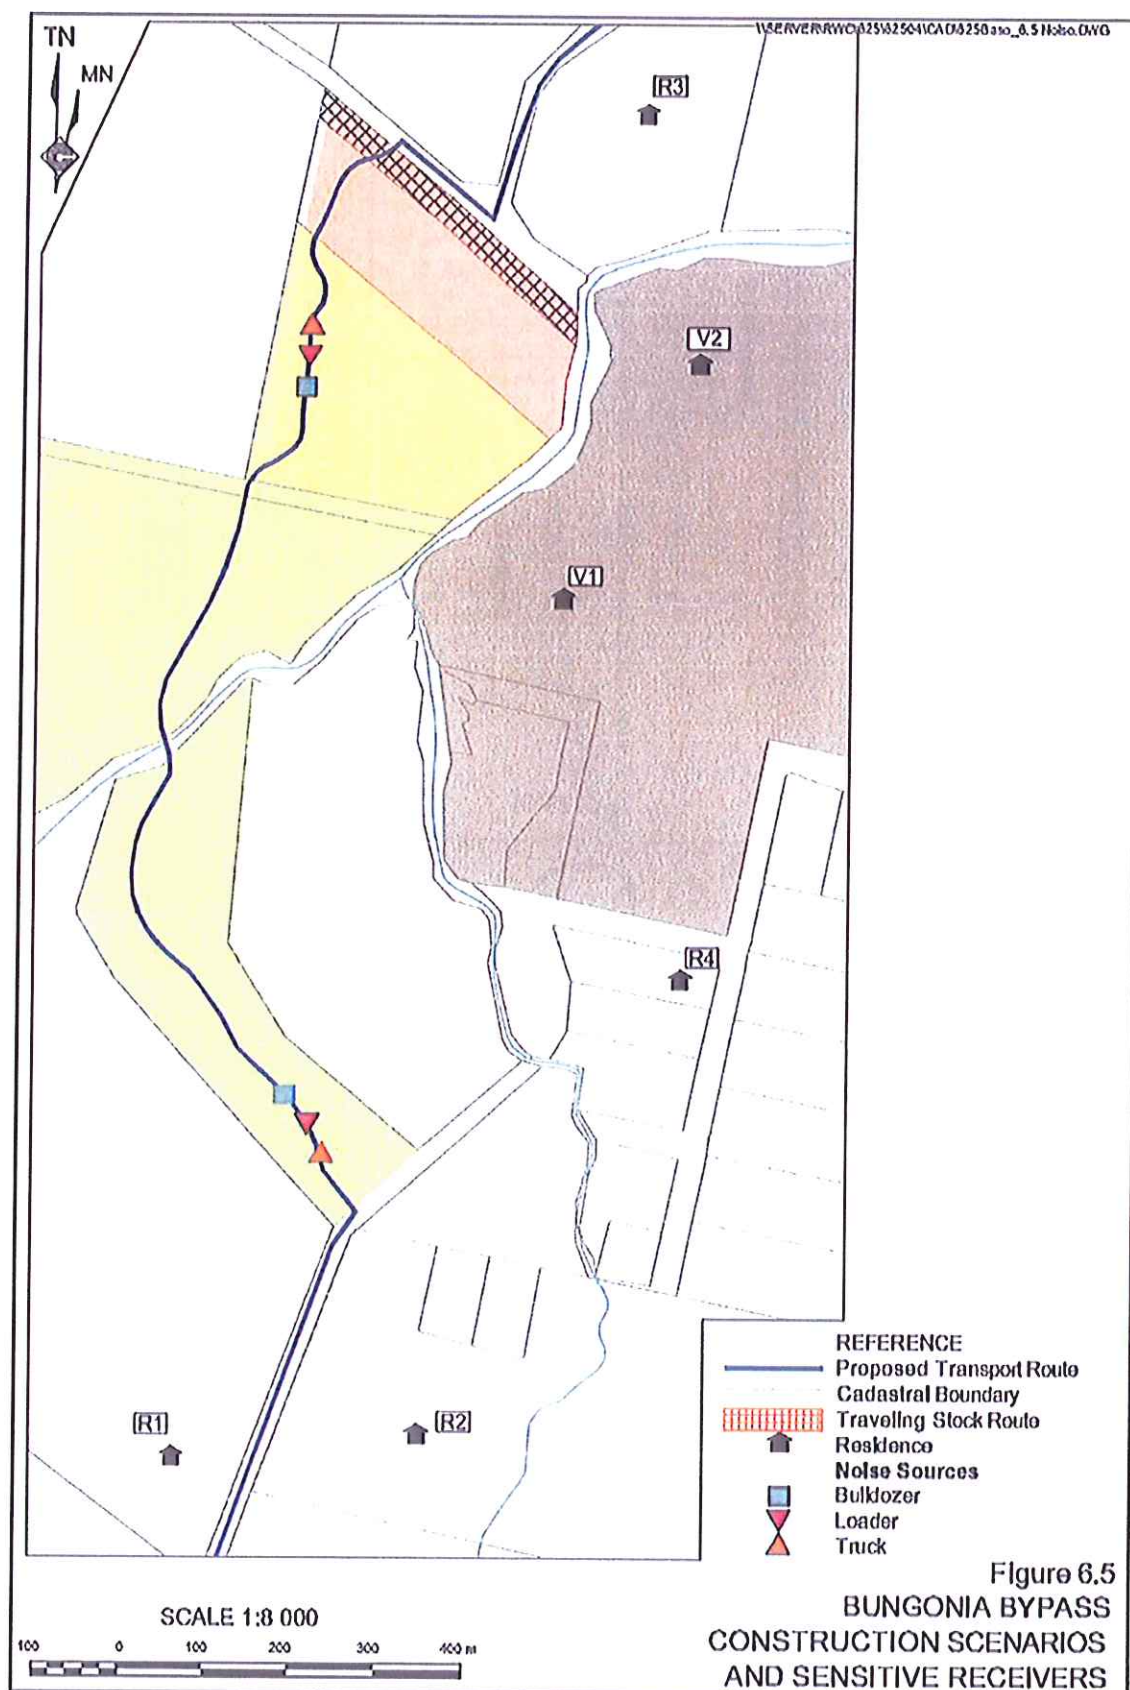 TN
MN
R3
V2
V1
R4
R1
R2
REFERENCE
Proposed Transport Route
Cadastral Boundary
Travelling Stock Route
Residence
Noise Sources
Bulldozer
Loader
Truck
Figure 6.5
BUNGONIA BYPASS
CONSTRUCTION SCENARIOS
AND SENSITIVE RECEIVERS
SCALE 1:8 000
100 0 100 200 300 400 m